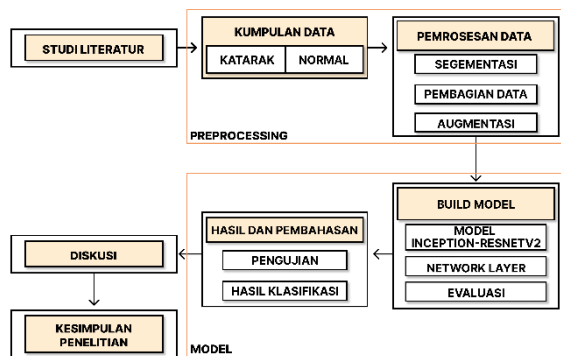 STUDI LITERATUR
KUMPULAN DATA
KATARAK NORMAL
PEMROSESAN DATA
SEGEMENTASI
PEMBAGIAN DATA
AUGMENTASI
PREPROCESSING
BUILD MODEL
MODEL
INCEPTION-RESNETV2
NETWORK LAYER
EVALUASI
HASIL DAN PEMBAHASAN
PENGUJIAN
HASIL KLASIFIKASI
DISKUSI
KESIMPULAN
PENELITIAN
MODEL